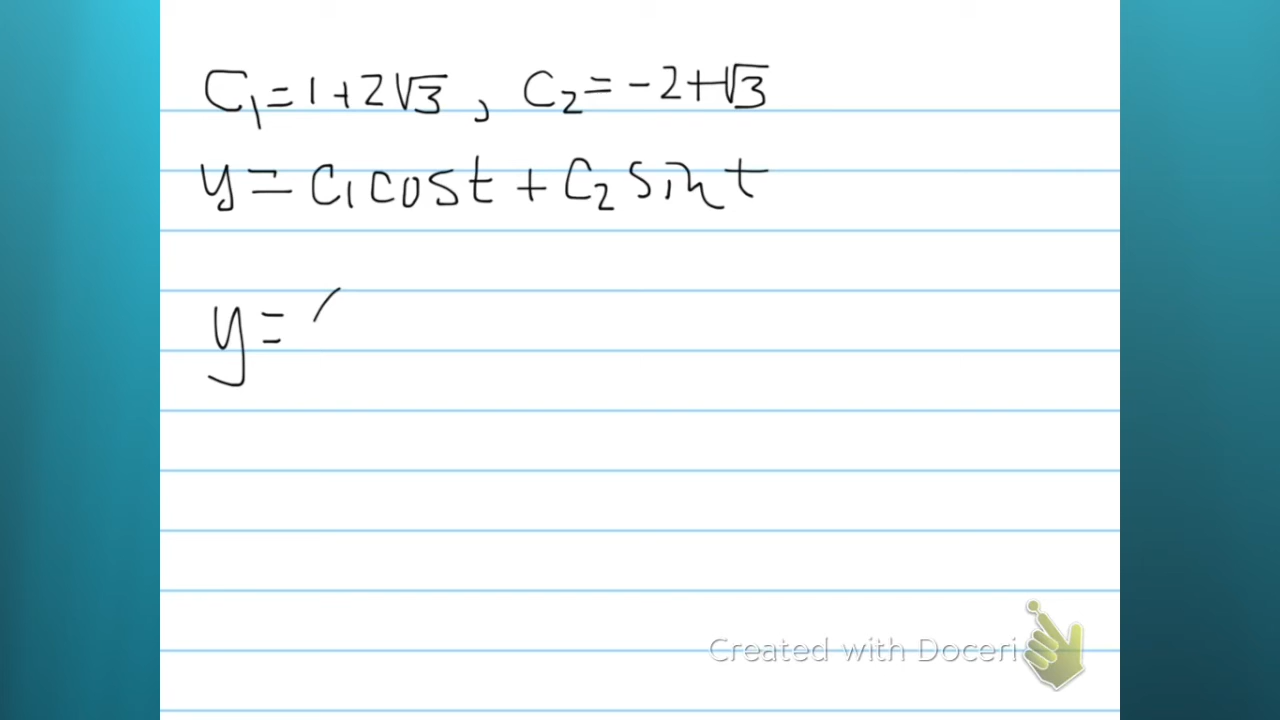 C₁=1+2√3, C₂=-2+√3
y=C₁cost+C₂sint
y=(
Created with Doceri